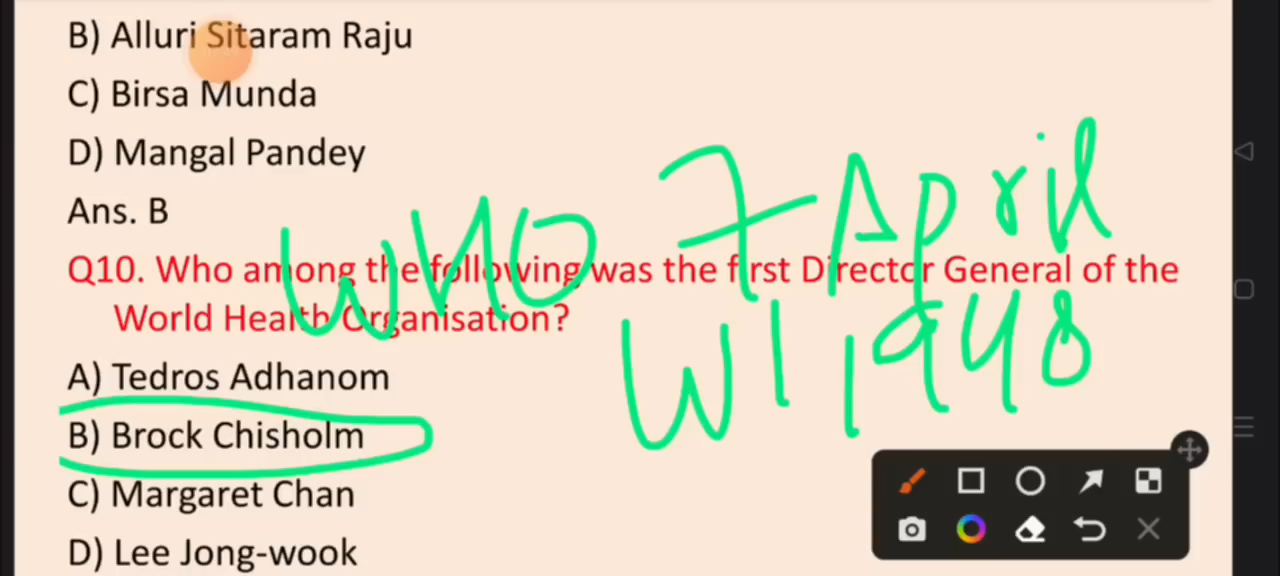 B) Alluri Sitaram Raju
C) Birsa Munda
D) Mangal Pandey
Ans. B
Q10. Who among the following was the first Director General of the
World Health Organisation?
A) Tedros Adhanom
B) Brock Chisholm
C) Margaret Chan
D) Lee Jong-wook
WHO 7 April
1948